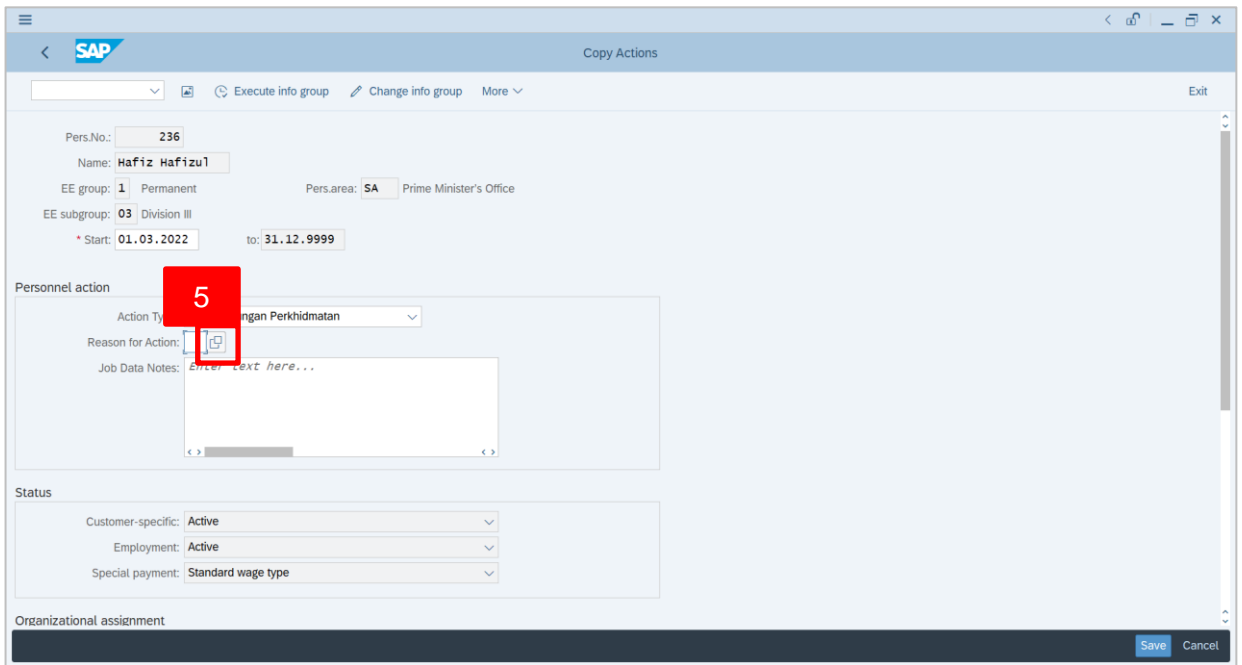 SAP
Copy Actions
Execute info group Change info group More Exit
Pers.No.: 236
Name: Hafiz Hafizul
EE group: 1 Permanent Pers.area: SA Prime Minister's Office
EE subgroup: 03 Division III
* Start: 01.03.2022 to: 31.12.9999
Personnel action
5
Action Ty ngan Perkhidmatan
Reason for Action:
Job Data Notes: Enter text here...
Status
Customer-specific: Active
Employment: Active
Special payment: Standard wage type
Organizational assignment
Save Cancel